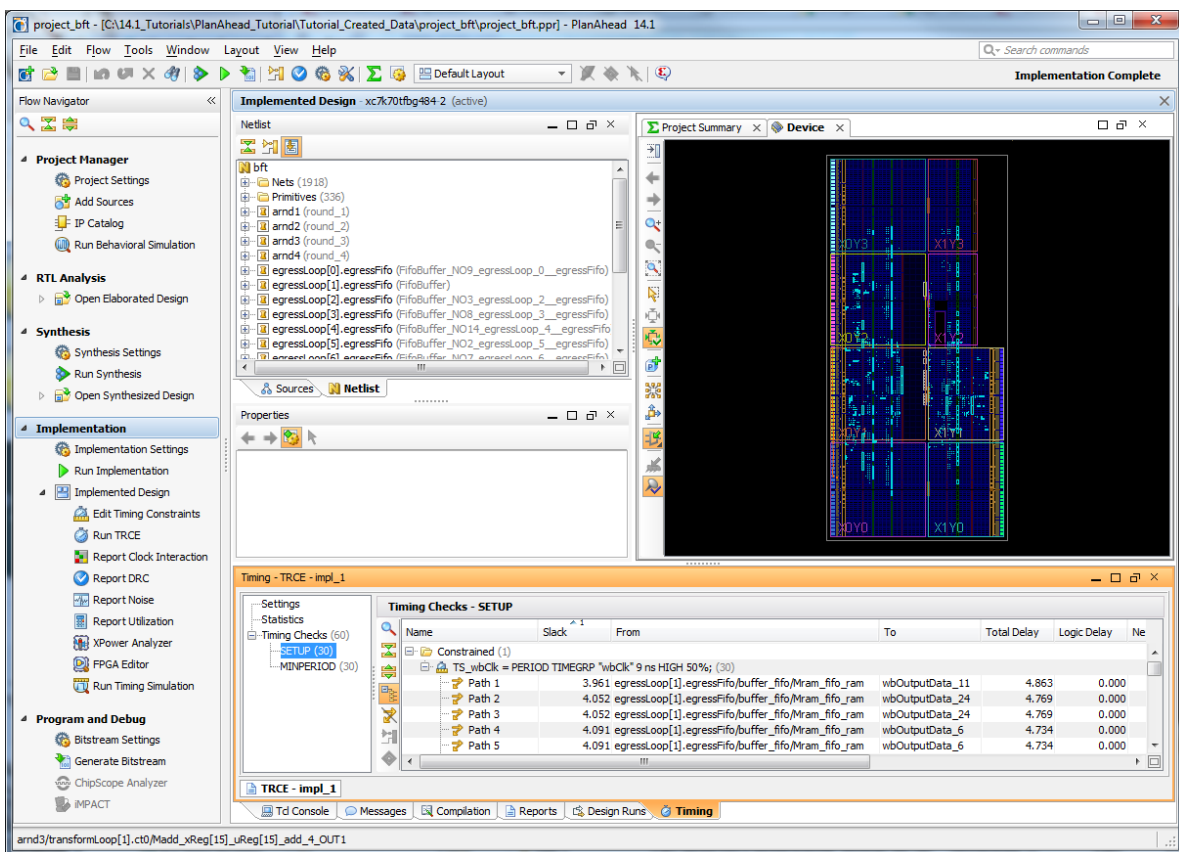 project_bft - [C:\14.1_Tutorials\PlanAhead_Tutorial\Tutorial_Created_Data\project_bft\project_bft.ppr] - PlanAhead 14.1
File Edit Flow Tools Window Layout View Help
Search commands
Default Layout
Implementation Complete
Flow Navigator
Project Manager
Project Settings
Add Sources
IP Catalog
Run Behavioral Simulation
RTL Analysis
Open Elaborated Design
Synthesis
Synthesis Settings
Run Synthesis
Open Synthesized Design
Implementation
Implementation Settings
Run Implementation
Implemented Design
Edit Timing Constraints
Run TRCE
Report Clock Interaction
Report DRC
Report Noise
Report Utilization
XPower Analyzer
FPGA Editor
Run Timing Simulation
Program and Debug
Bitstream Settings
Generate Bitstream
ChipScope Analyzer
iMPACT
Implemented Design - xc7k70tfbg484-2 (active)
Netlist
bft
Nets (1918)
Primitives (336)
arnd1 (round_1)
arnd2 (round_2)
arnd3 (round_3)
arnd4 (round_4)
egressLoop[0].egressFifo (FifoBuffer_NO9_egressLoop_0__egressFifo)
egressLoop[1].egressFifo (FifoBuffer)
egressLoop[2].egressFifo (FifoBuffer_NO3_egressLoop_2__egressFifo)
egressLoop[3].egressFifo (FifoBuffer_NO8_egressLoop_3__egressFifo)
egressLoop[4].egressFifo (FifoBuffer_NO14_egressLoop_4__egressFifo
egressLoop[5].egressFifo (FifoBuffer_NO2_egressLoop_5__egressFifo)
egressLoop[6].egressFifo (FifoBuffer_NO7_egressLoop_6__egressFifo)
Sources Netlist
Properties
Project Summary Device
X0Y3 X1Y3
X0Y2 X1Y2
X0Y1 X1Y1
X0Y0 X1Y0
Timing - TRCE - impl_1
Settings
Statistics
Timing Checks (60)
SETUP (30)
MINPERIOD (30)
Timing Checks - SETUP
Name Slack 1 From To Total Delay Logic Delay Ne
Constrained (1)
TS_wbClk = PERIOD TIMEGRP "wbClk" 9 ns HIGH 50%; (30)
Path 1 3.961 egressLoop[1].egressFifo/buffer_fifo/Mram_fifo_ram wbOutputData_11 4.863 0.000
Path 2 4.052 egressLoop[1].egressFifo/buffer_fifo/Mram_fifo_ram wbOutputData_24 4.769 0.000
Path 3 4.052 egressLoop[1].egressFifo/buffer_fifo/Mram_fifo_ram wbOutputData_24 4.769 0.000
Path 4 4.091 egressLoop[1].egressFifo/buffer_fifo/Mram_fifo_ram wbOutputData_6 4.734 0.000
Path 5 4.091 egressLoop[1].egressFifo/buffer_fifo/Mram_fifo_ram wbOutputData_6 4.734 0.000
TRCE - impl_1
Tcl Console Messages Compilation Reports Design Runs Timing
arnd3/transformLoop[1].ct0/Madd_xReg[15]_uReg[15]_add_4_OUT1